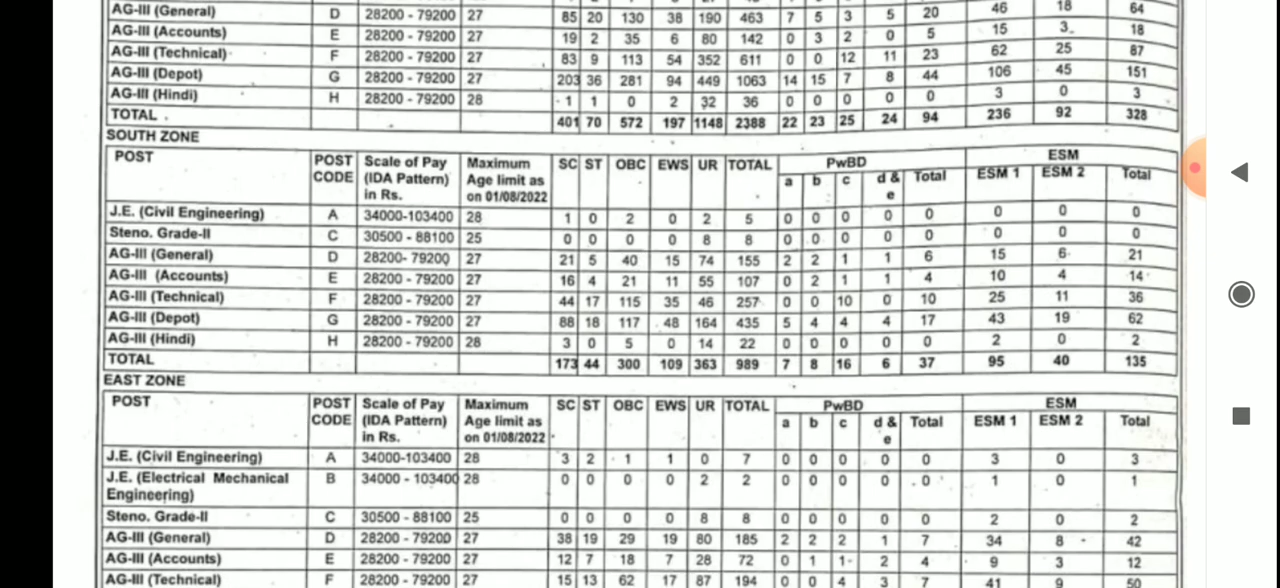 AG-III (General) D 28200 - 79200 27 85 20 130 38 190 463 7 5 3 5 20 46 18 64
AG-III (Accounts) E 28200 - 79200 27 19 2 35 6 80 142 0 3 2 0 5 15 3 18
AG-III (Technical) F 28200 - 79200 27 83 9 113 54 352 611 0 0 12 11 23 62 25 87
AG-III (Depot) G 28200 - 79200 27 203 36 281 94 449 1063 14 15 7 8 44 106 45 151
AG-III (Hindi) H 28200 - 79200 28 1 1 0 2 32 36 0 0 0 0 0 3 0 3
TOTAL 401 70 572 197 1148 2388 22 23 25 24 94 236 92 328
SOUTH ZONE
POST POST CODE Scale of Pay (IDA Pattern) in Rs. Maximum Age limit as on 01/08/2022 SC ST OBC EWS UR TOTAL PwBD ESM
a b c d & e Total ESM 1 ESM 2 Total
J.E. (Civil Engineering) A 34000-103400 28 1 0 2 0 2 5 0 0 0 0 0 0 0 0
Steno. Grade-II C 30500 - 88100 25 0 0 0 0 8 8 0 0 0 0 0 0 0 0
AG-III (General) D 28200- 79200 27 21 5 40 15 74 155 2 2 1 1 6 15 6 21
AG-III (Accounts) E 28200 - 79200 27 16 4 21 11 55 107 0 2 1 1 4 10 4 14
AG-III (Technical) F 28200 - 79200 27 44 17 115 35 46 257 0 0 10 0 10 25 11 36
AG-III (Depot) G 28200 - 79200 27 88 18 117 48 164 435 5 4 4 4 17 43 19 62
AG-III (Hindi) H 28200 - 79200 28 3 0 5 0 14 22 0 0 0 0 0 2 0 2
TOTAL 173 44 300 109 363 989 7 8 16 6 37 95 40 135
EAST ZONE
POST POST CODE Scale of Pay (IDA Pattern) in Rs. Maximum Age limit as on 01/08/2022 SC ST OBC EWS UR TOTAL PwBD ESM
a b c d & e Total ESM 1 ESM 2 Total
J.E. (Civil Engineering) A 34000-103400 28 3 2 1 1 0 7 0 0 0 0 0 3 0 3
J.E. (Electrical Mechanical B 34000 - 103400 28 0 0 0 0 2 2 0 0 0 0 0 1 0 1
Engineering)
Steno. Grade-II C 30500 - 88100 25 0 0 0 0 8 8 0 0 0 0 0 2 0 2
AG-III (General) D 28200 - 79200 27 38 19 29 19 80 185 2 2 2 1 7 34 8 42
AG-III (Accounts) E 28200 - 79200 27 12 7 18 7 28 72 0 1 1 2 4 9 3 12
AG-III (Technical) F 28200 - 79200 27 15 13 62 17 87 194 0 0 4 3 7 41 9 50